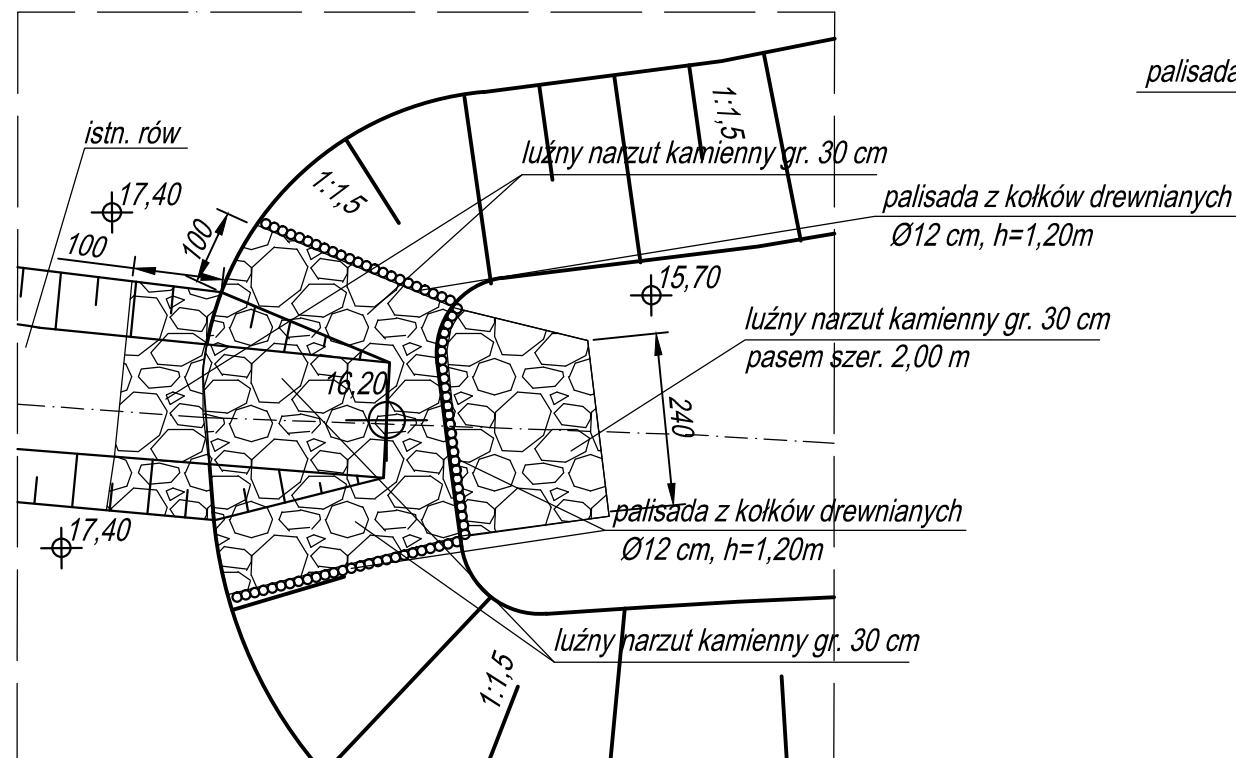 palisada
1:1,5
istn. rów
luźny narzut kamienny gr. 30 cm
1:1,5
17,40
palisada z kołków drewnianych
Ø12 cm, h=1,20m
100
100
15,70
luźny narzut kamienny gr. 30 cm
pasem szer. 2,00 m
16,20
240
palisada z kołków drewnianych
Ø12 cm, h=1,20m
17,40
luźny narzut kamienny gr. 30 cm
1:1,5